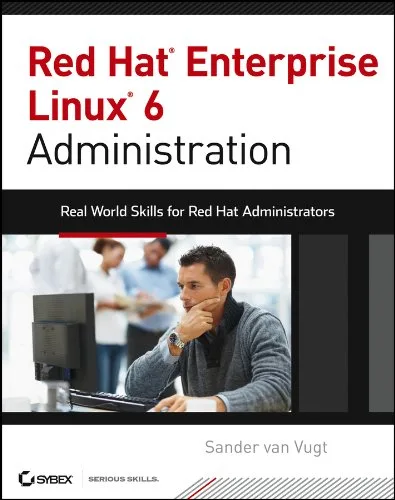 Red Hat® Enterprise
Linux® 6
Administration
Real World Skills for Red Hat Administrators
Sander van Vugt
SYBEX
SERIOUS SKILLS.